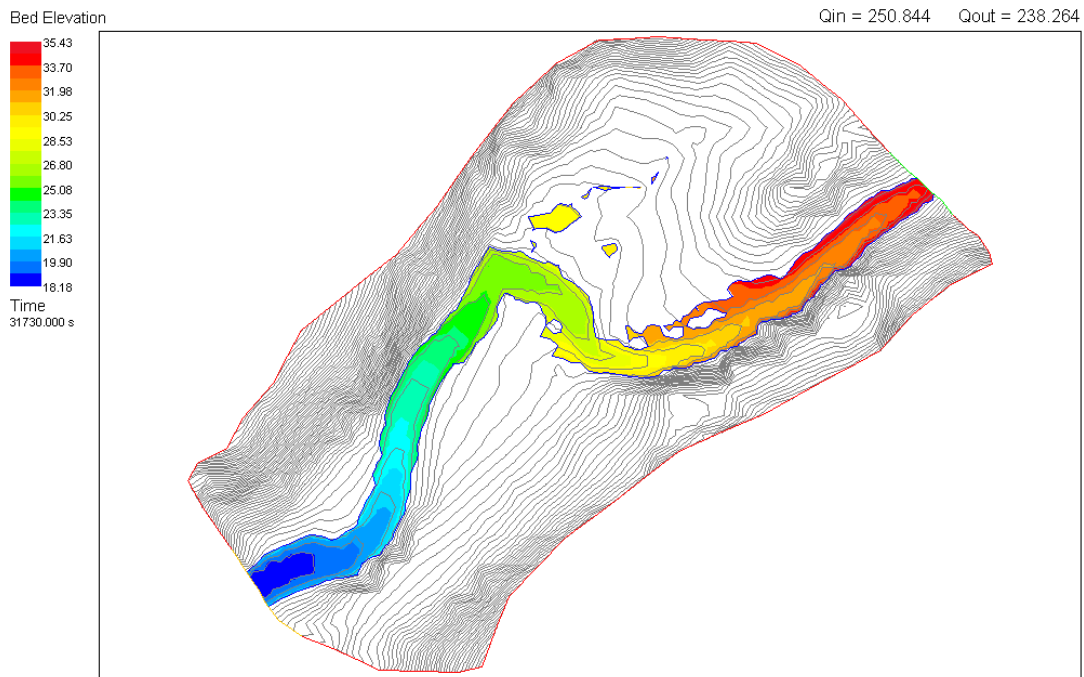 Bed Elevation
Qin = 250.844 Qout = 238.264
35.43
33.70
31.98
30.25
28.53
26.80
25.08
23.35
21.63
19.90
18.18
Time
31730.000 s